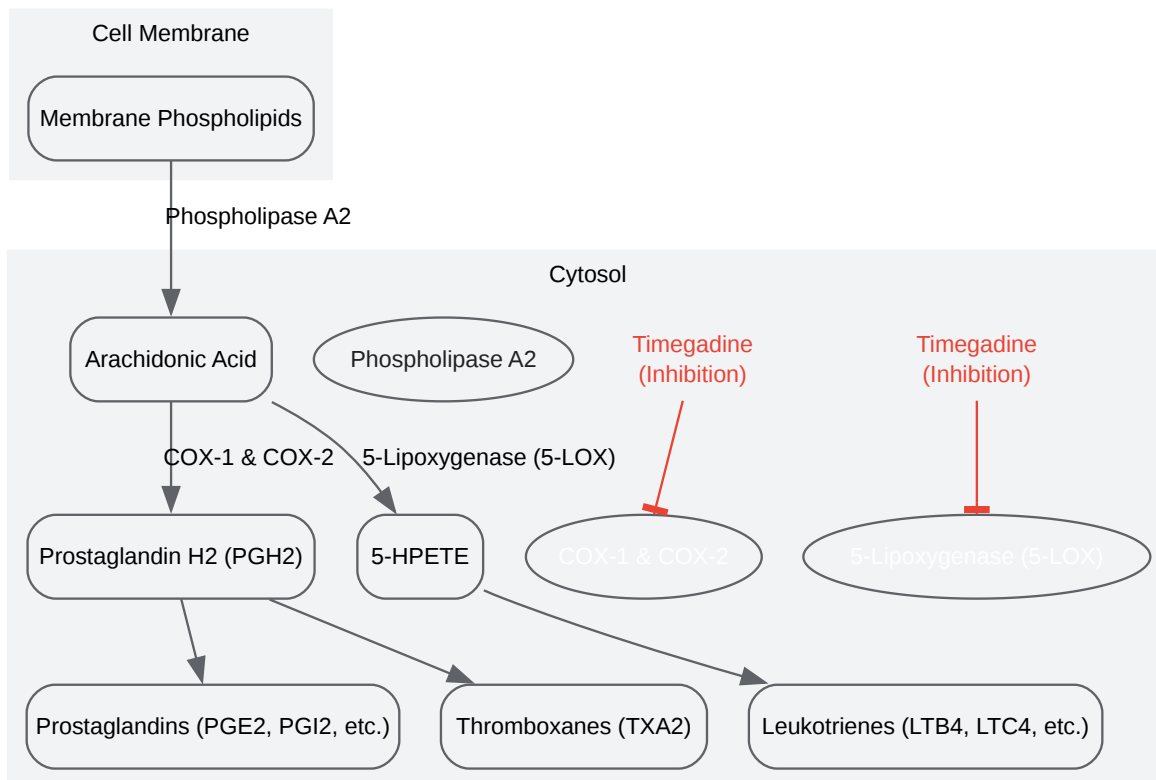 Cell Membrane
Membrane Phospholipids
Phospholipase A2
Cytosol
Arachidonic Acid
Phospholipase A2
Timegadine
(Inhibition)
Timegadine
(Inhibition)
COX-1 & COX-2
5-Lipoxygenase (5-LOX)
Prostaglandin H2 (PGH2)
5-HPETE
COX-1 & COX-2
5-Lipoxygenase (5-LOX)
Prostaglandins (PGE2, PGI2, etc.)
Thromboxanes (TXA2)
Leukotrienes (LTB4, LTC4, etc.)